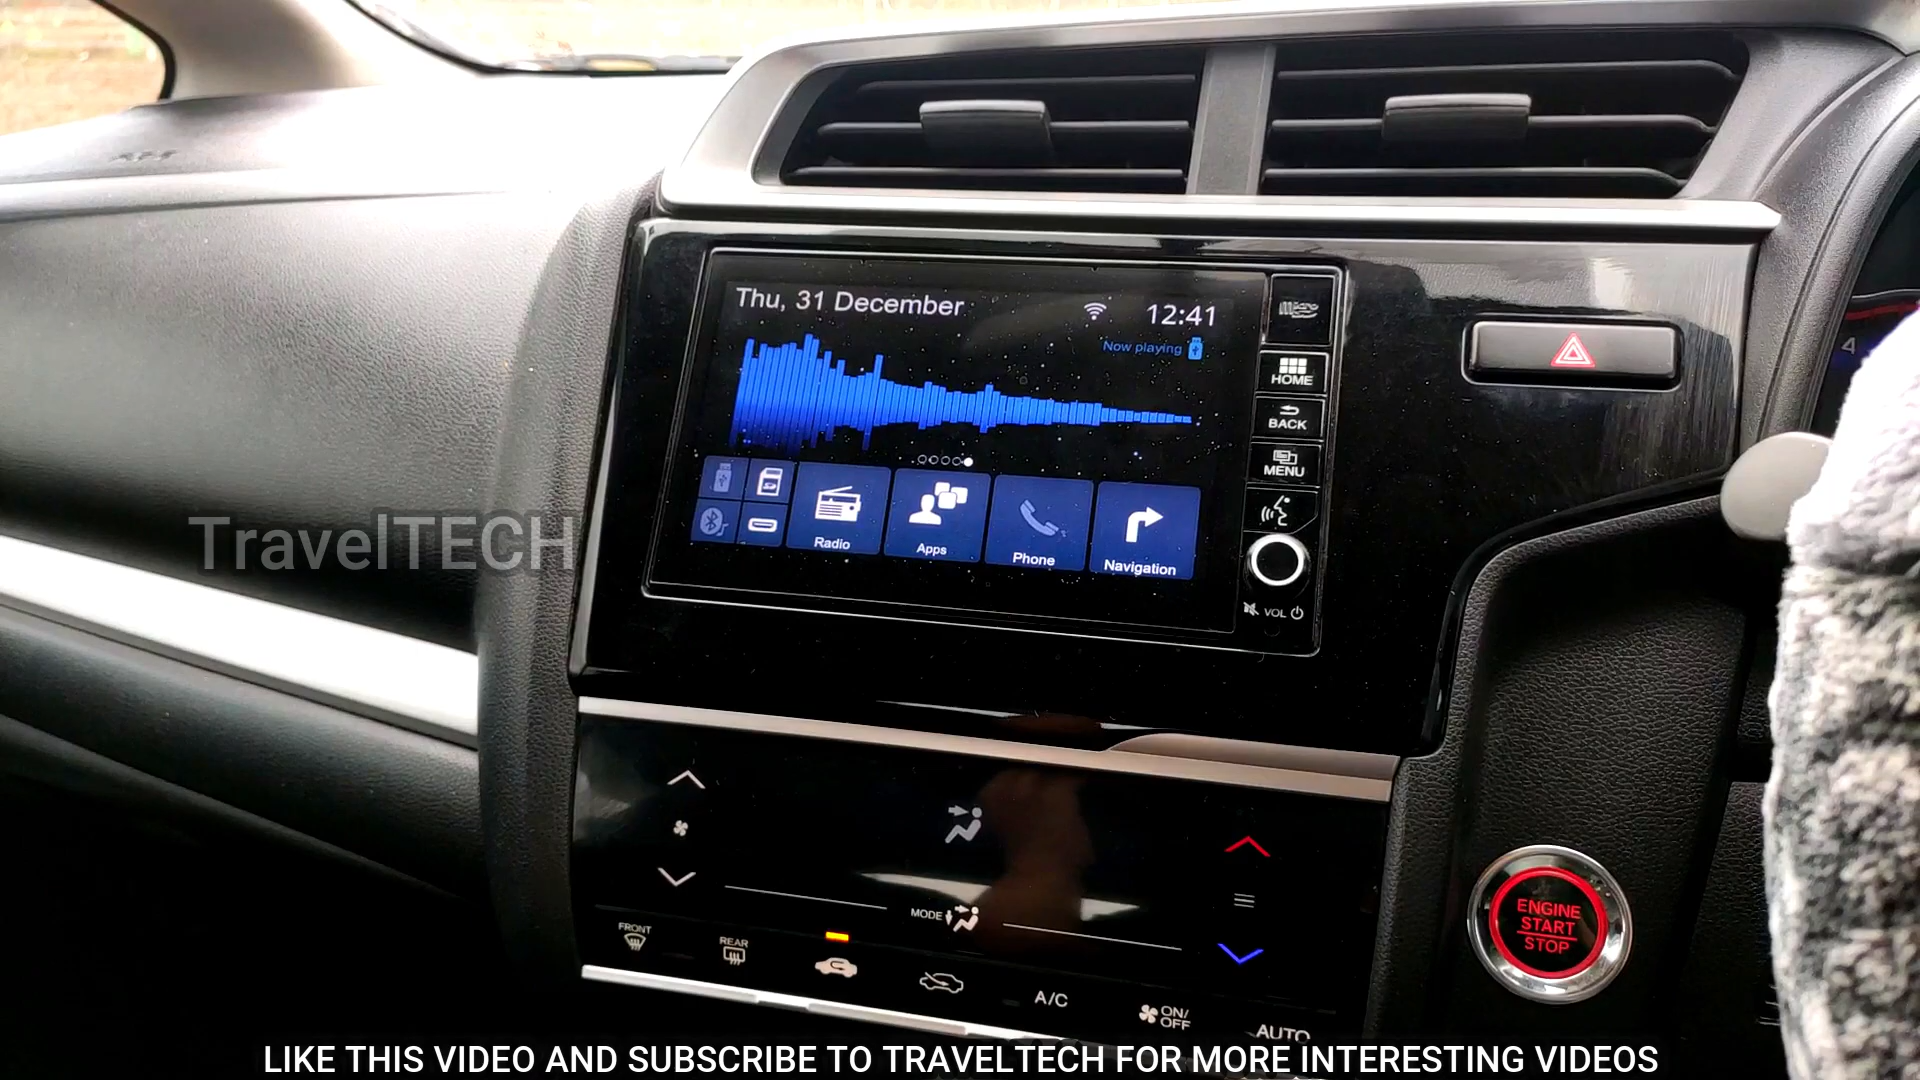 Thu, 31 December
12:41
Now playing
HOME
BACK
MENU
Radio
Apps
Phone
Navigation
VOL
4
TravelTECH
MODE
FRONT
REAR
A/C
ON/
OFF
AUTO
ENGINE
START
STOP
LIKE THIS VIDEO AND SUBSCRIBE TO TRAVELTECH FOR MORE INTERESTING VIDEOS